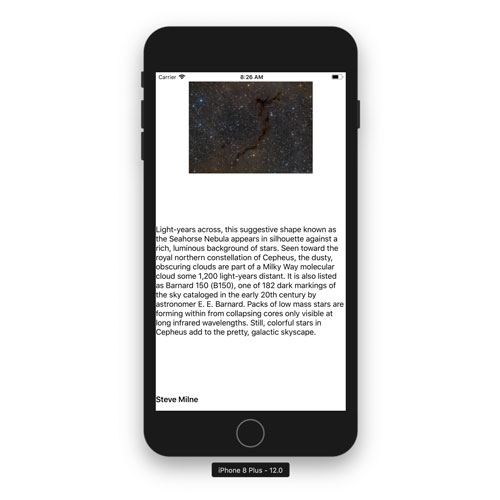 Carrier 8:26 AM
Light-years across, this suggestive shape known as
the Seahorse Nebula appears in silhouette against a
rich, luminous background of stars. Seen toward the
royal northern constellation of Cepheus, the dusty,
obscuring clouds are part of a Milky Way molecular
cloud some 1,200 light-years distant. It is also listed
as Barnard 150 (B150), one of 182 dark markings of
the sky cataloged in the early 20th century by
astronomer E. E. Barnard. Packs of low mass stars are
forming within from collapsing cores only visible at
long infrared wavelengths. Still, colorful stars in
Cepheus add to the pretty, galactic skyscape.
Steve Milne
iPhone 8 Plus - 12.0